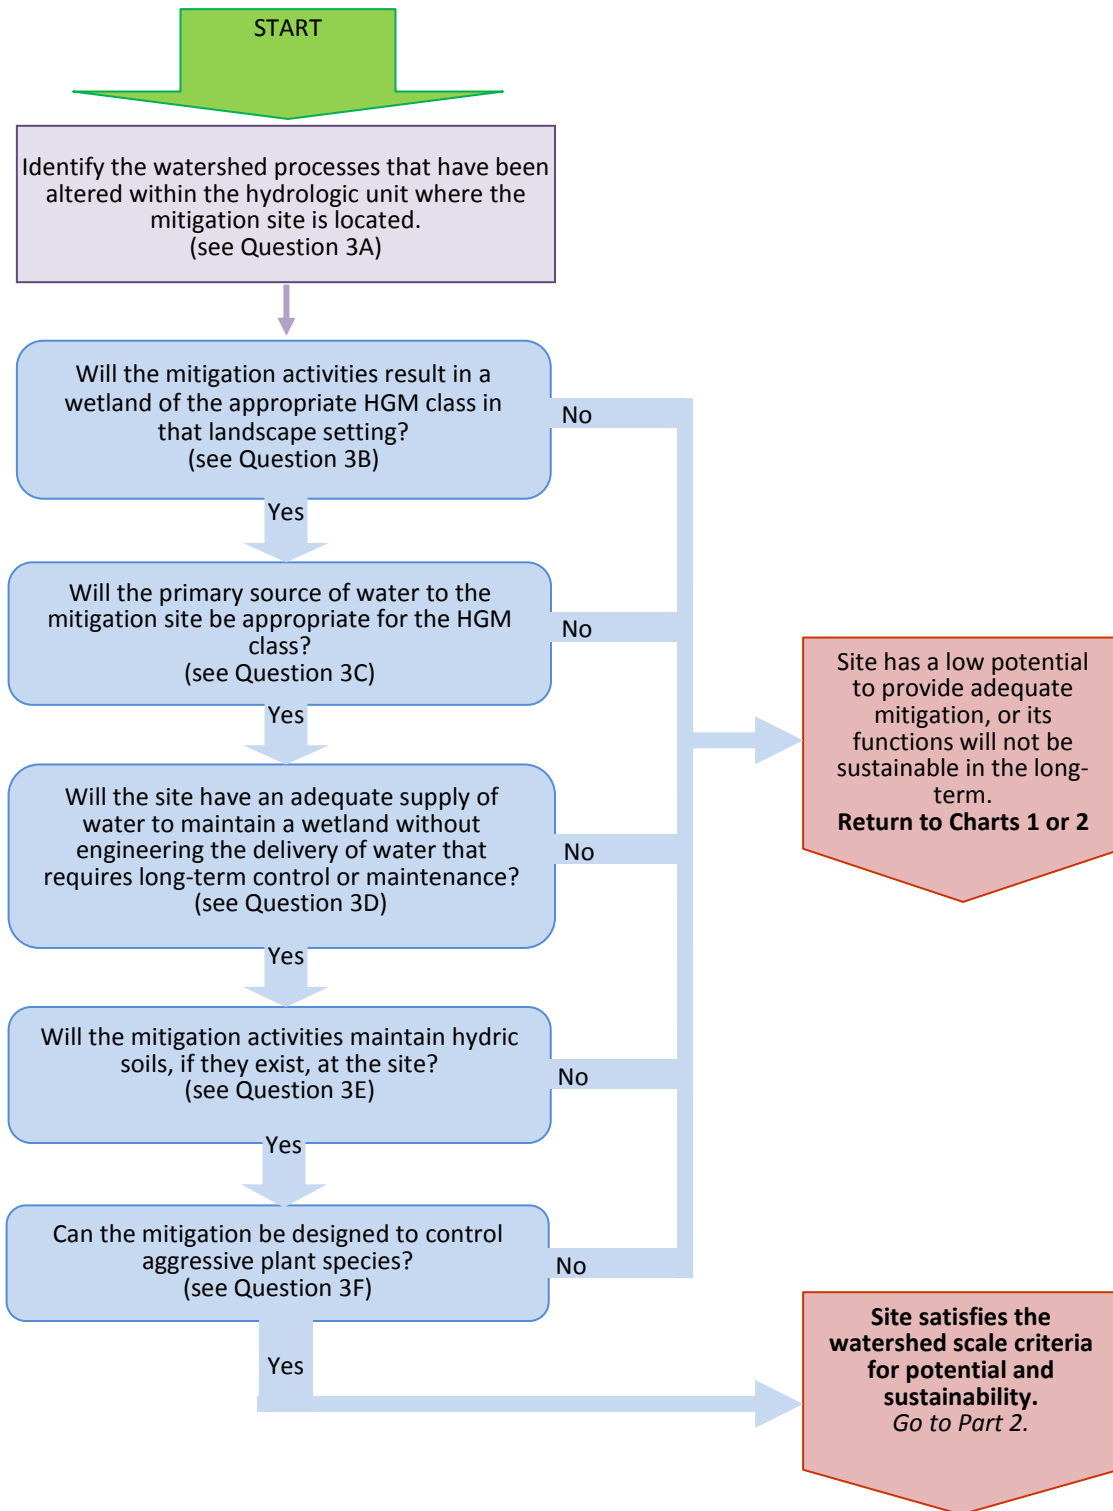 START
Identify the watershed processes that have been
altered within the hydrologic unit where the
mitigation site is located.
(see Question 3A)
Will the mitigation activities result in a
wetland of the appropriate HGM class in
that landscape setting?
(see Question 3B)
No
Yes
Will the primary source of water to the
mitigation site be appropriate for the HGM
class?
(see Question 3C)
No
Yes
Will the site have an adequate supply of
water to maintain a wetland without
engineering the delivery of water that
requires long-term control or maintenance?
(see Question 3D)
No
Yes
Will the mitigation activities maintain hydric
soils, if they exist, at the site?
(see Question 3E)
No
Yes
Can the mitigation be designed to control
aggressive plant species?
(see Question 3F)
No
Yes
Site has a low potential
to provide adequate
mitigation, or its
functions will not be
sustainable in the long-
term.
Return to Charts 1 or 2
Site satisfies the
watershed scale criteria
for potential and
sustainability.
Go to Part 2.